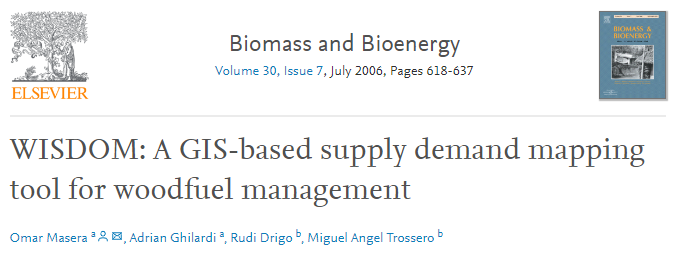 Biomass and Bioenergy
Volume 30, Issue 7, July 2006, Pages 618-637
ELSEVIER
BIOMASS &
BIOENERGY
WISDOM: A GIS-based supply demand mapping
tool for woodfuel management
Omar Masera a, Adrian Ghilardi a, Rudi Drigo b, Miguel Angel Trossero b